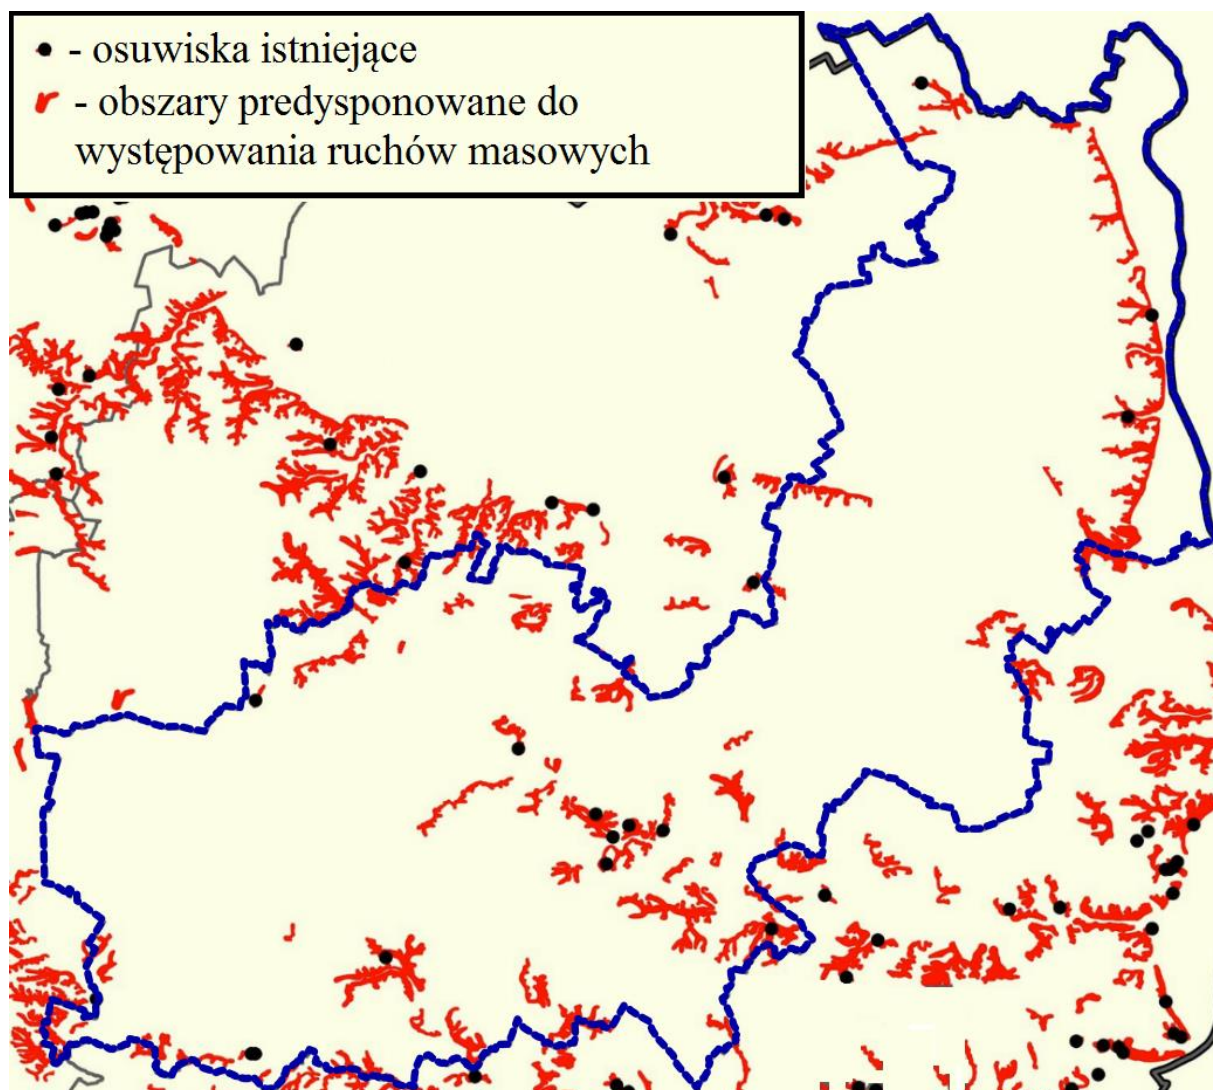 - osuwiska istniejące
- obszary predysponowane do
występowania ruchów masowych